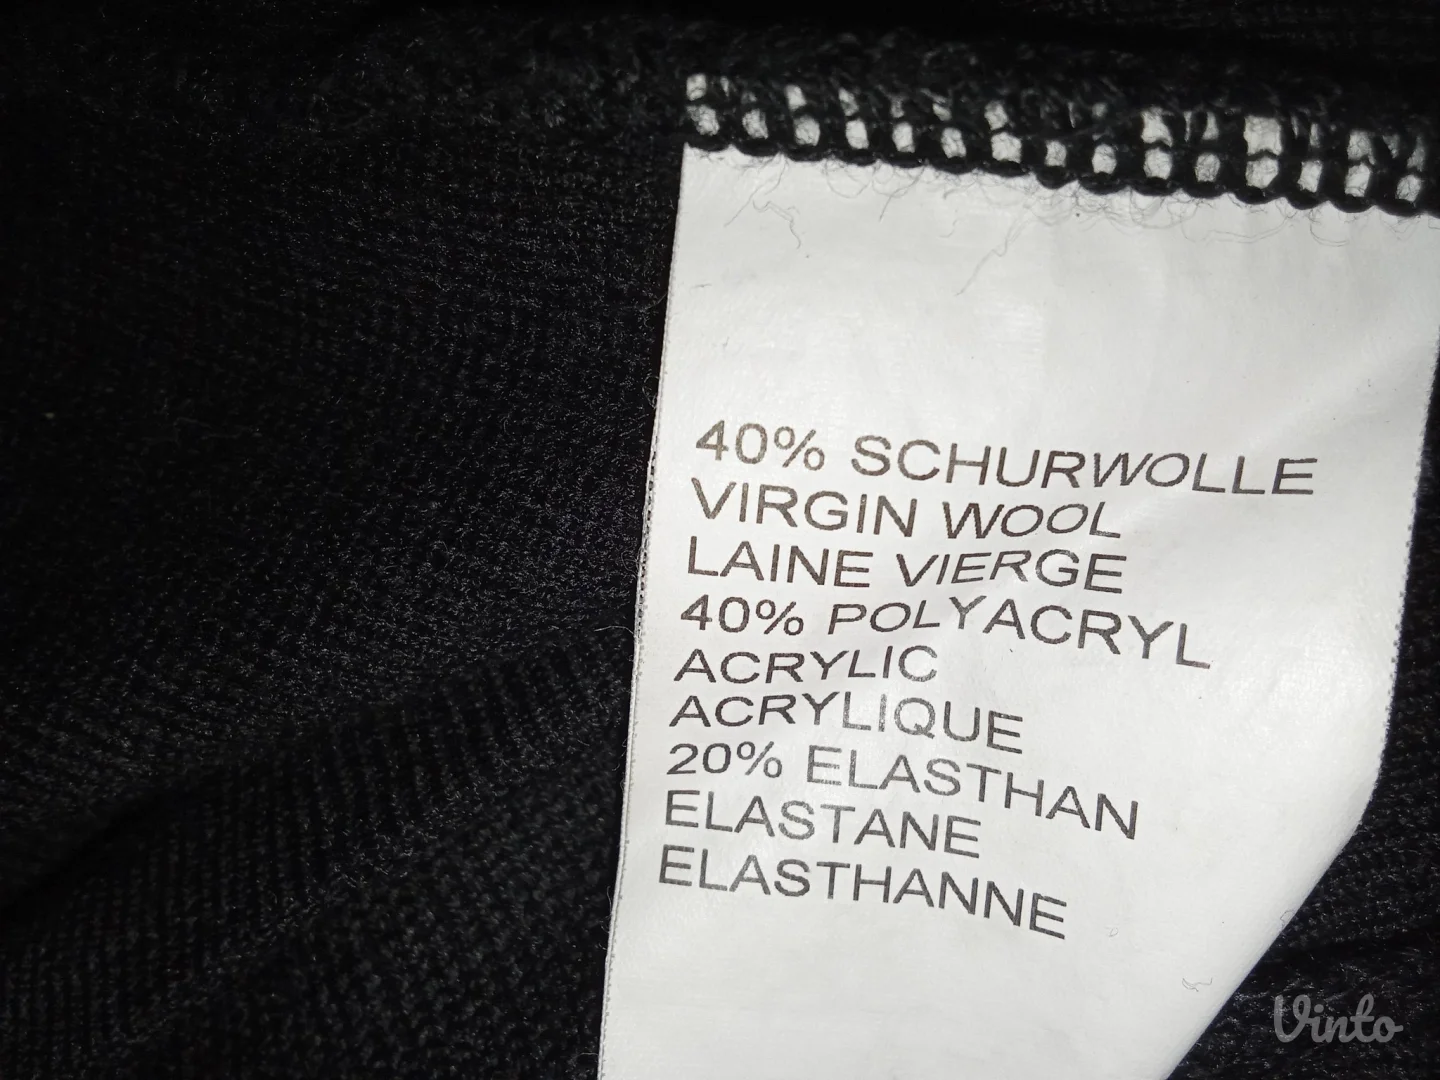 40% SCHURWOLLE
VIRGIN WOOL
LAINE VIERGE
40% POLYACRYL
ACRYLIC
ACRYLIQUE
20% ELASTHAN
ELASTANE
ELASTHANNE
Vinto